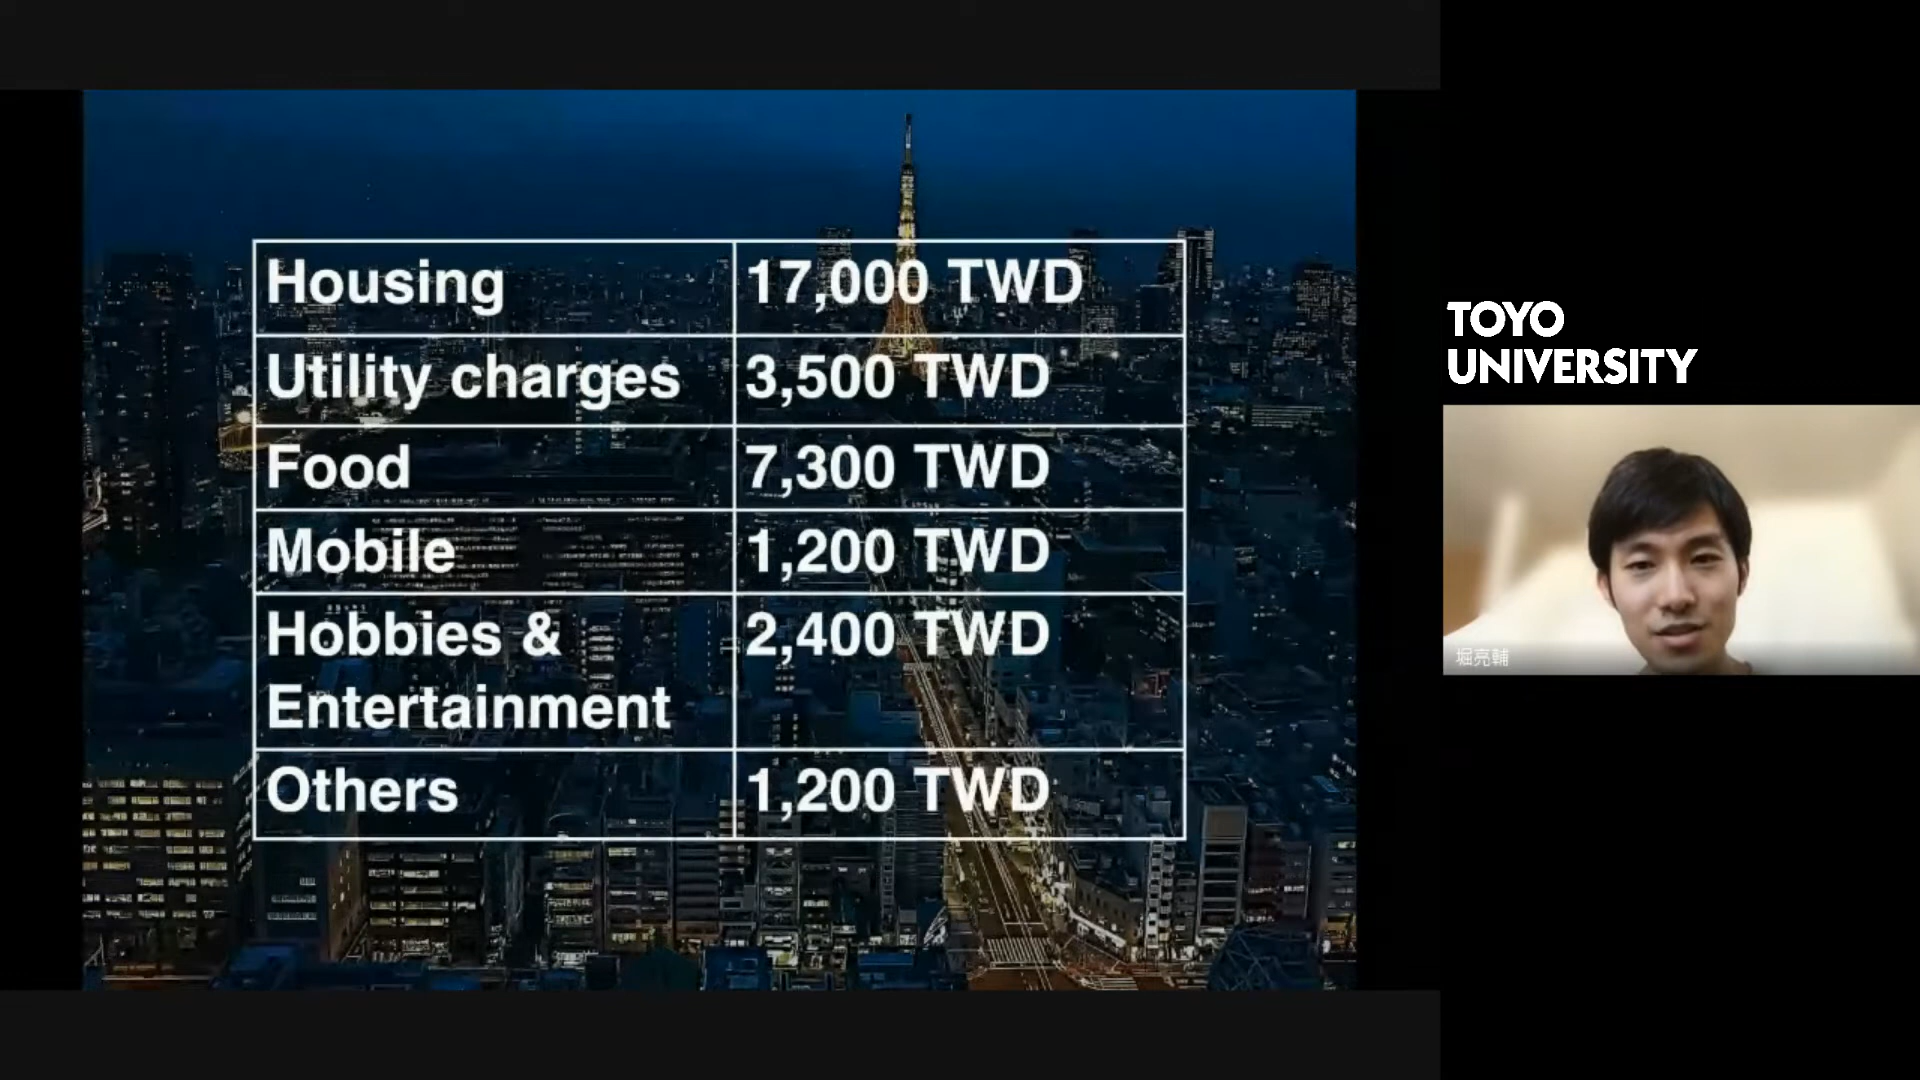 Housing 17,000 TWD
Utility charges 3,500 TWD
Food 7,300 TWD
Mobile 1,200 TWD
Hobbies & 2,400 TWD
Entertainment
Others 1,200 TWD
TOYO
UNIVERSITY
堀亮輔